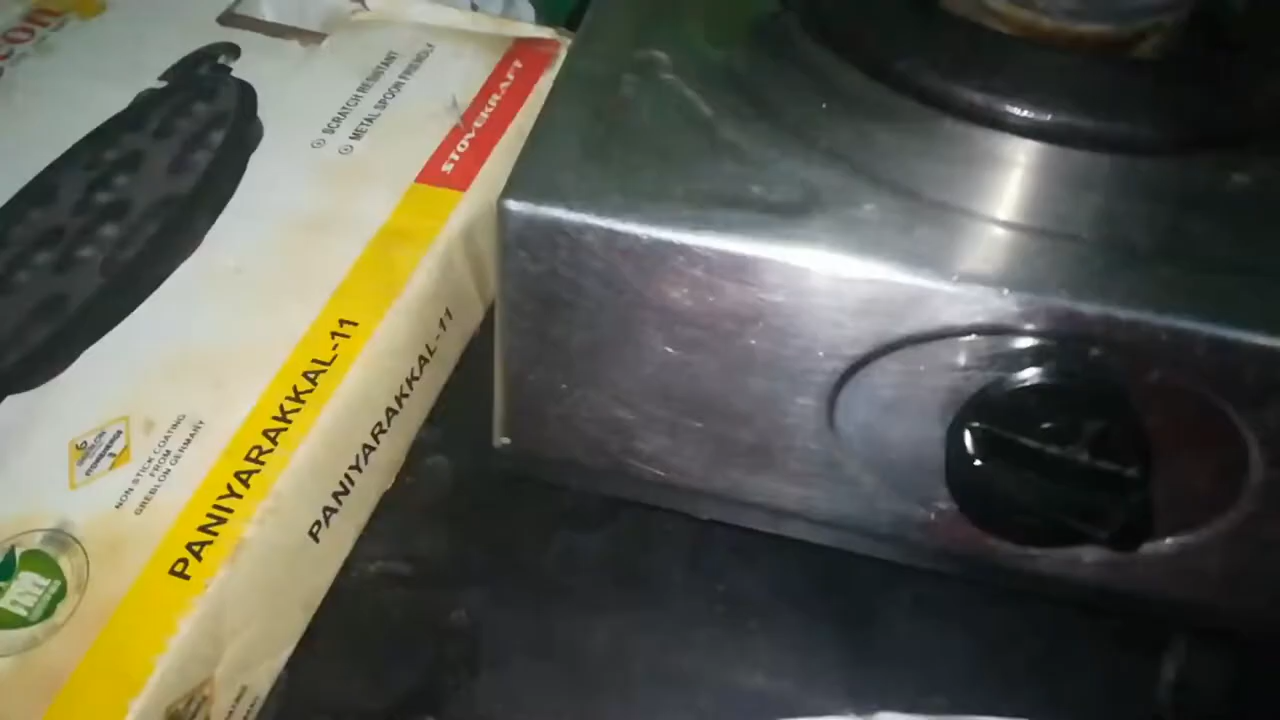 SCRATCH RESISTANT
METAL SPOON FRIENDLY
STOVEKRAFT
PANIYARAKKAL-11
PANIYARAKKAL-11
NON STICK COATING
FROM
GREBLON GERMANY